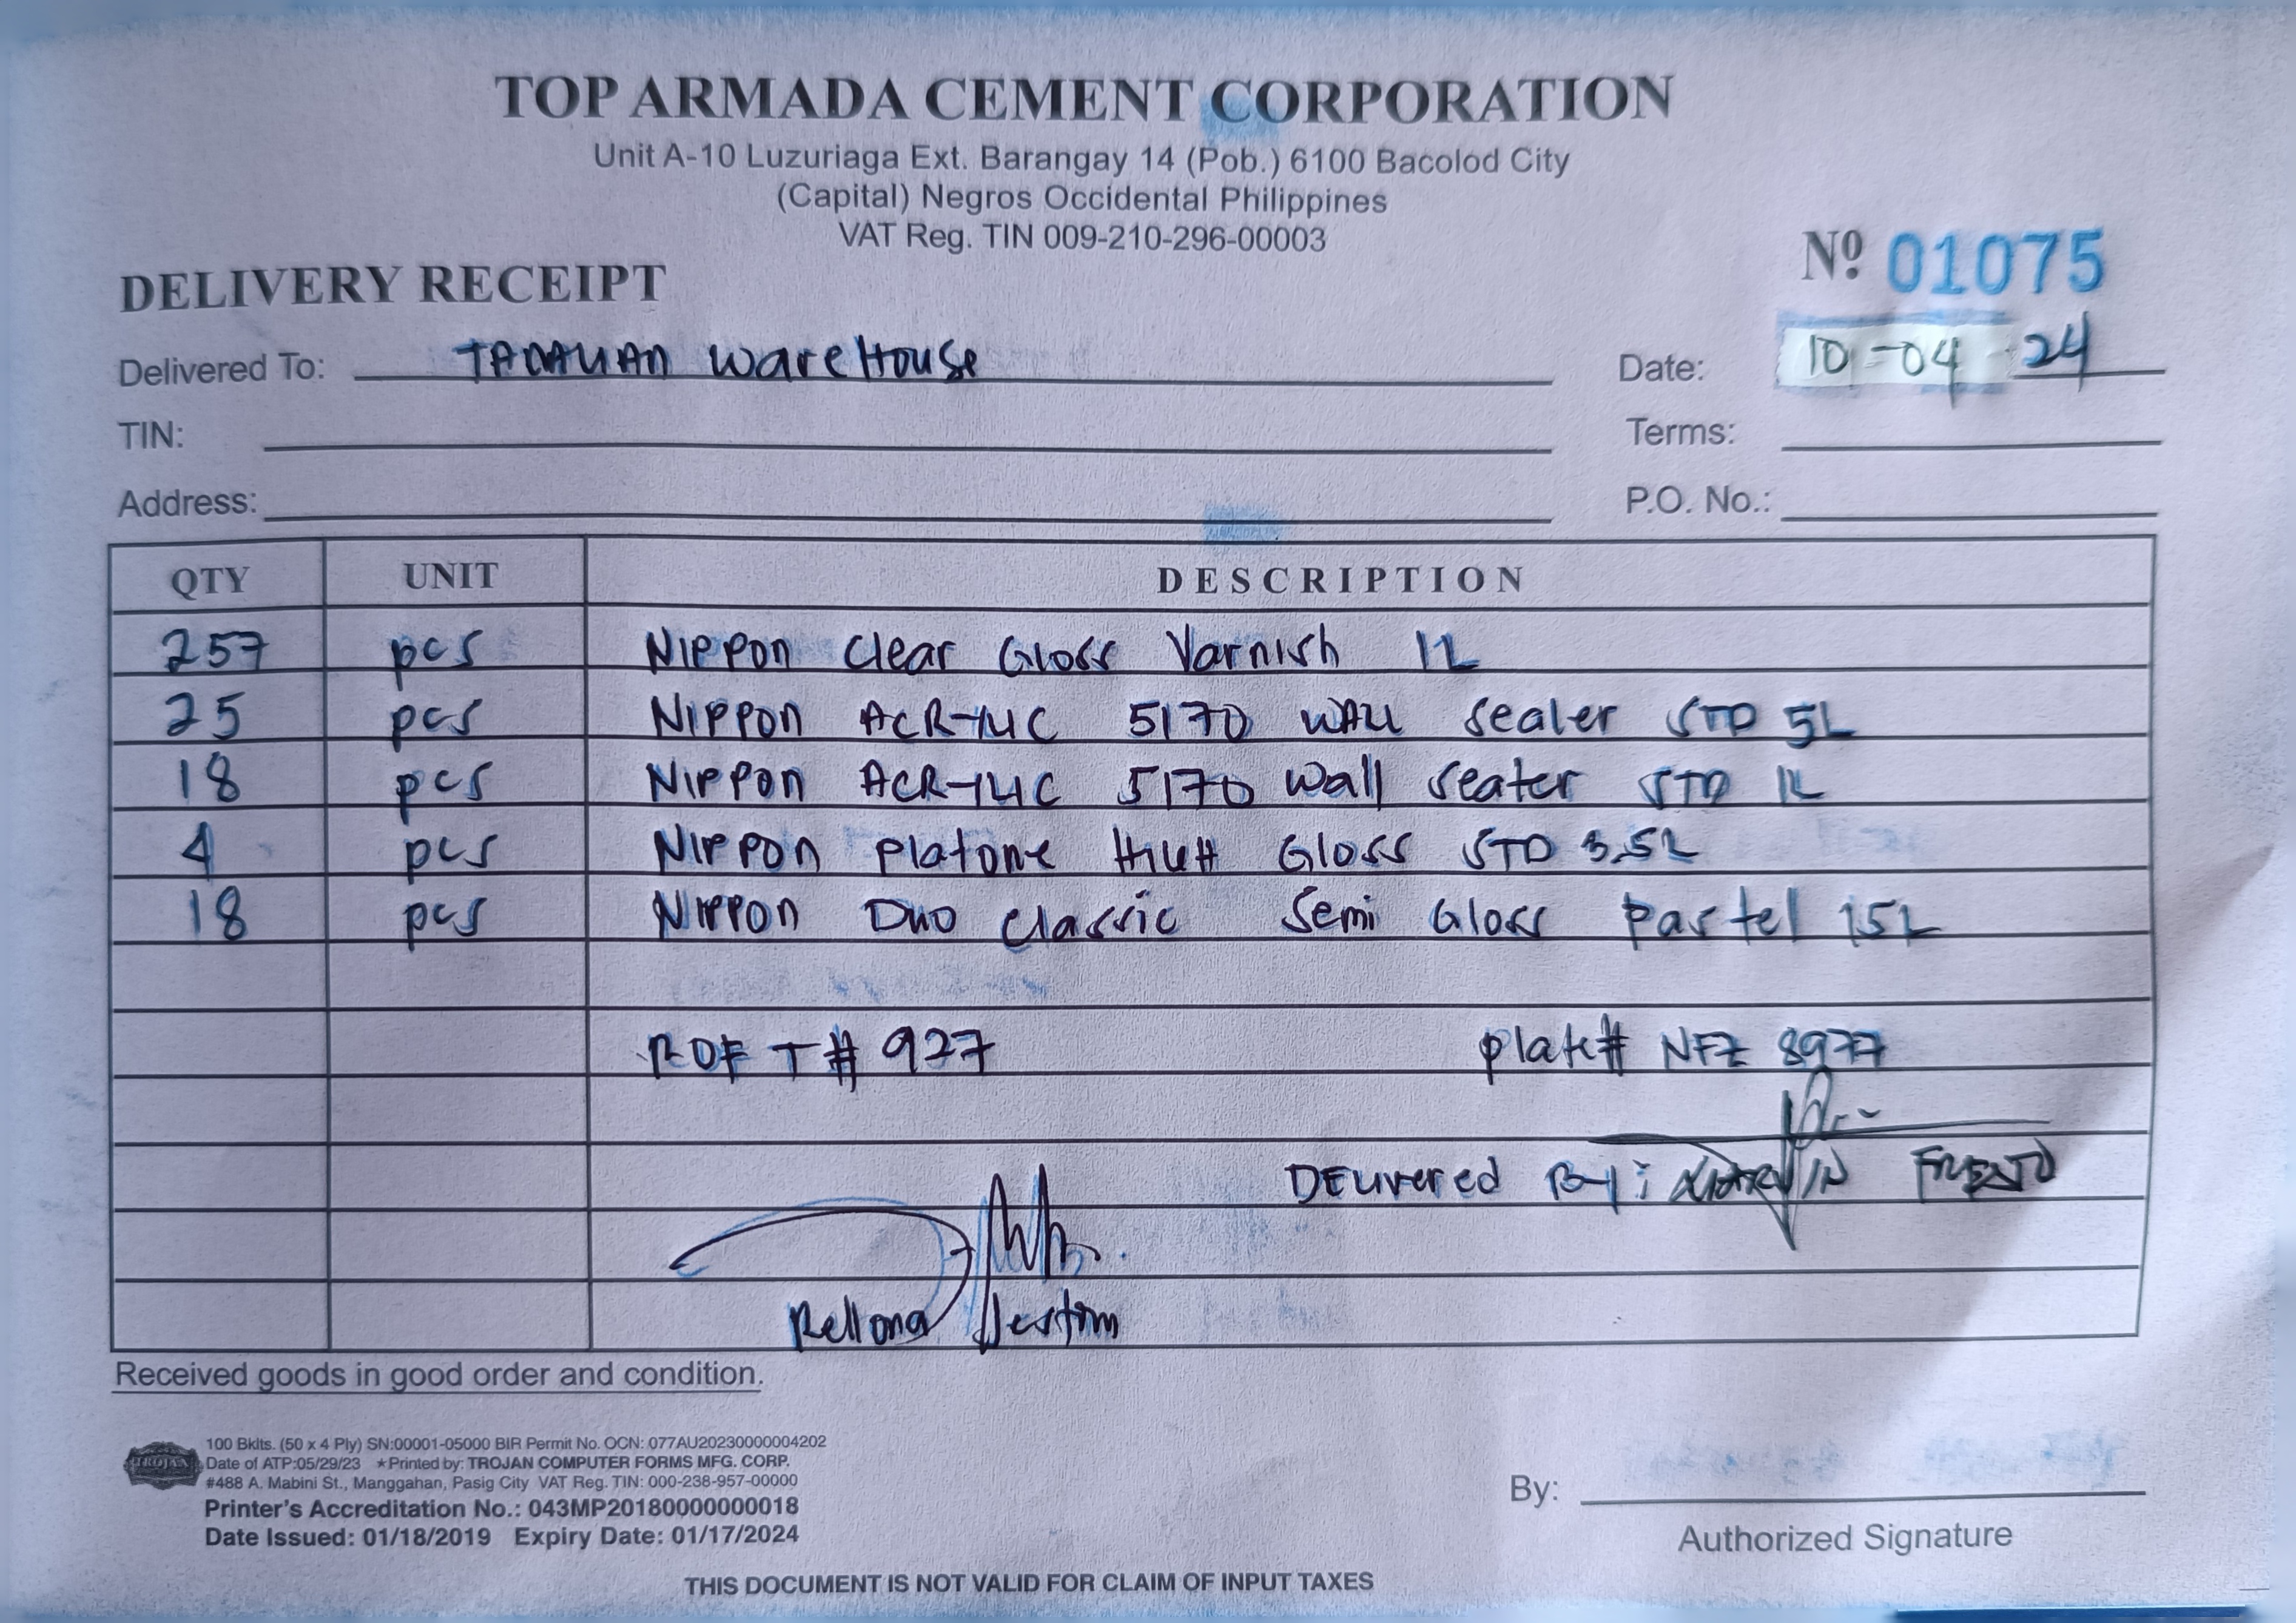 TOP ARMADA CEMENT CORPORATION
Unit A-10 Luzuriaga Ext. Barangay 14 (Pob.) 6100 Bacolod City
(Capital) Negros Occidental Philippines
VAT Reg. TIN 009-210-296-00003
Nº 01075
DELIVERY RECEIPT
Delivered To: TANAUAN WareHouse Date: 10-04-24
TIN: Terms:
Address: P.O. No.:
QTY UNIT DESCRIPTION
257 pcs Nippon Clear Gloss Varnish 1L
25 pcs Nippon ACRYLIC 5170 WALL sealer STD 5L
18 pcs Nippon ACRYLIC 5170 Wall sealer STD 1L
4 pcs Nippon Platone HIGH Gloss STD 3.5L
18 pcs Nippon Duo Classic Semi Gloss Pastel 15L
ROF T# 927 plate# NFZ 8977
DElivered By:
Rellona
Received goods in good order and condition.
TROJAN
100 Bklts. (50 x 4 Ply) SN:00001-05000 BIR Permit No. OCN: 077AU20230000004202
Date of ATP:05/29/23 ★Printed by: TROJAN COMPUTER FORMS MFG. CORP.
#488 A. Mabini St., Manggahan, Pasig City VAT Reg. TIN: 000-238-957-00000
Printer's Accreditation No.: 043MP20180000000018
Date Issued: 01/18/2019 Expiry Date: 01/17/2024
By:
Authorized Signature
THIS DOCUMENT IS NOT VALID FOR CLAIM OF INPUT TAXES